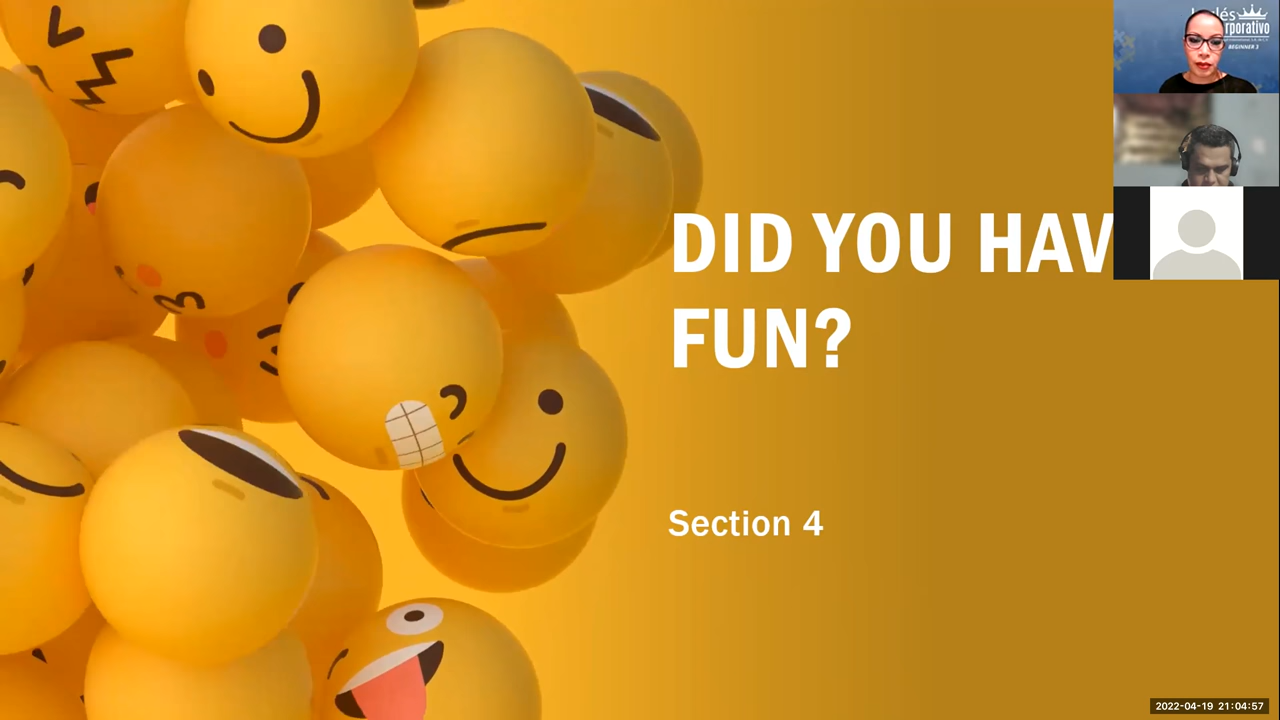 DID YOU HAV
FUN?
Section 4
BEGINNER 3
2022-04-19 21:04:57